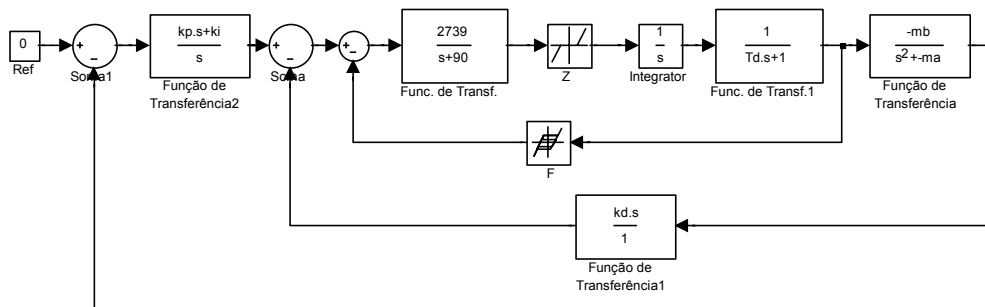 0
Ref
+
−
Soma1
kp.s+ki
s
Função de
Transferência2
+
−
Soma
+
−
2739
s+90
Func. de Transf.
Z
1
s
Integrator
1
Td.s+1
Func. de Transf.1
-mb
s²+-ma
Função de
Transferência
F
kd.s
1
Função de
Transferência1